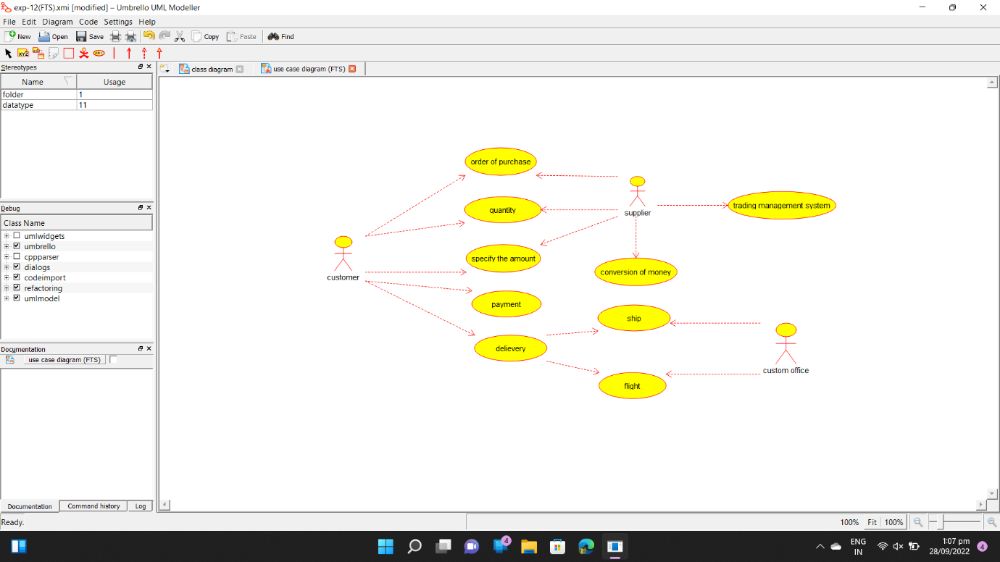 exp-12(FTS).xmi [modified] – Umbrello UML Modeller
File Edit Diagram Code Settings Help
New Open Save Copy Paste Find
XYZ ABC
Stereotypes
Name Usage
folder 1
datatype 11
Debug
Class Name
umlwidgets
umbrello
cppparser
dialogs
codeimport
refactoring
umlmodel
Documentation
use case diagram (FTS)
Documentation Command history Log
class diagram use case diagram (FTS)
order of purchase
supplier
trading management system
quantity
customer
specify the amount
conversion of money
payment
ship
delievery
custom office
flight
Ready.
100% Fit 100%
4
ENG
IN
1:07 pm
28/09/2022
4